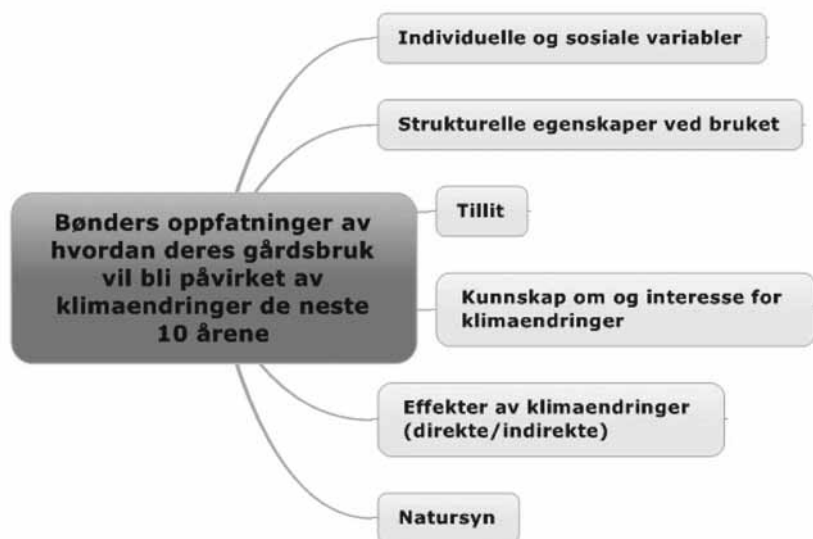 Individuelle og sosiale variabler
Strukturelle egenskaper ved bruket
Bønders oppfatninger av
hvordan deres gårdsbruk
vil bli påvirket av
klimaendringer de neste
10 årene
Tillit
Kunnskap om og interesse for
klimaendringer
Effekter av klimaendringer
(direkte/indirekte)
Natursyn